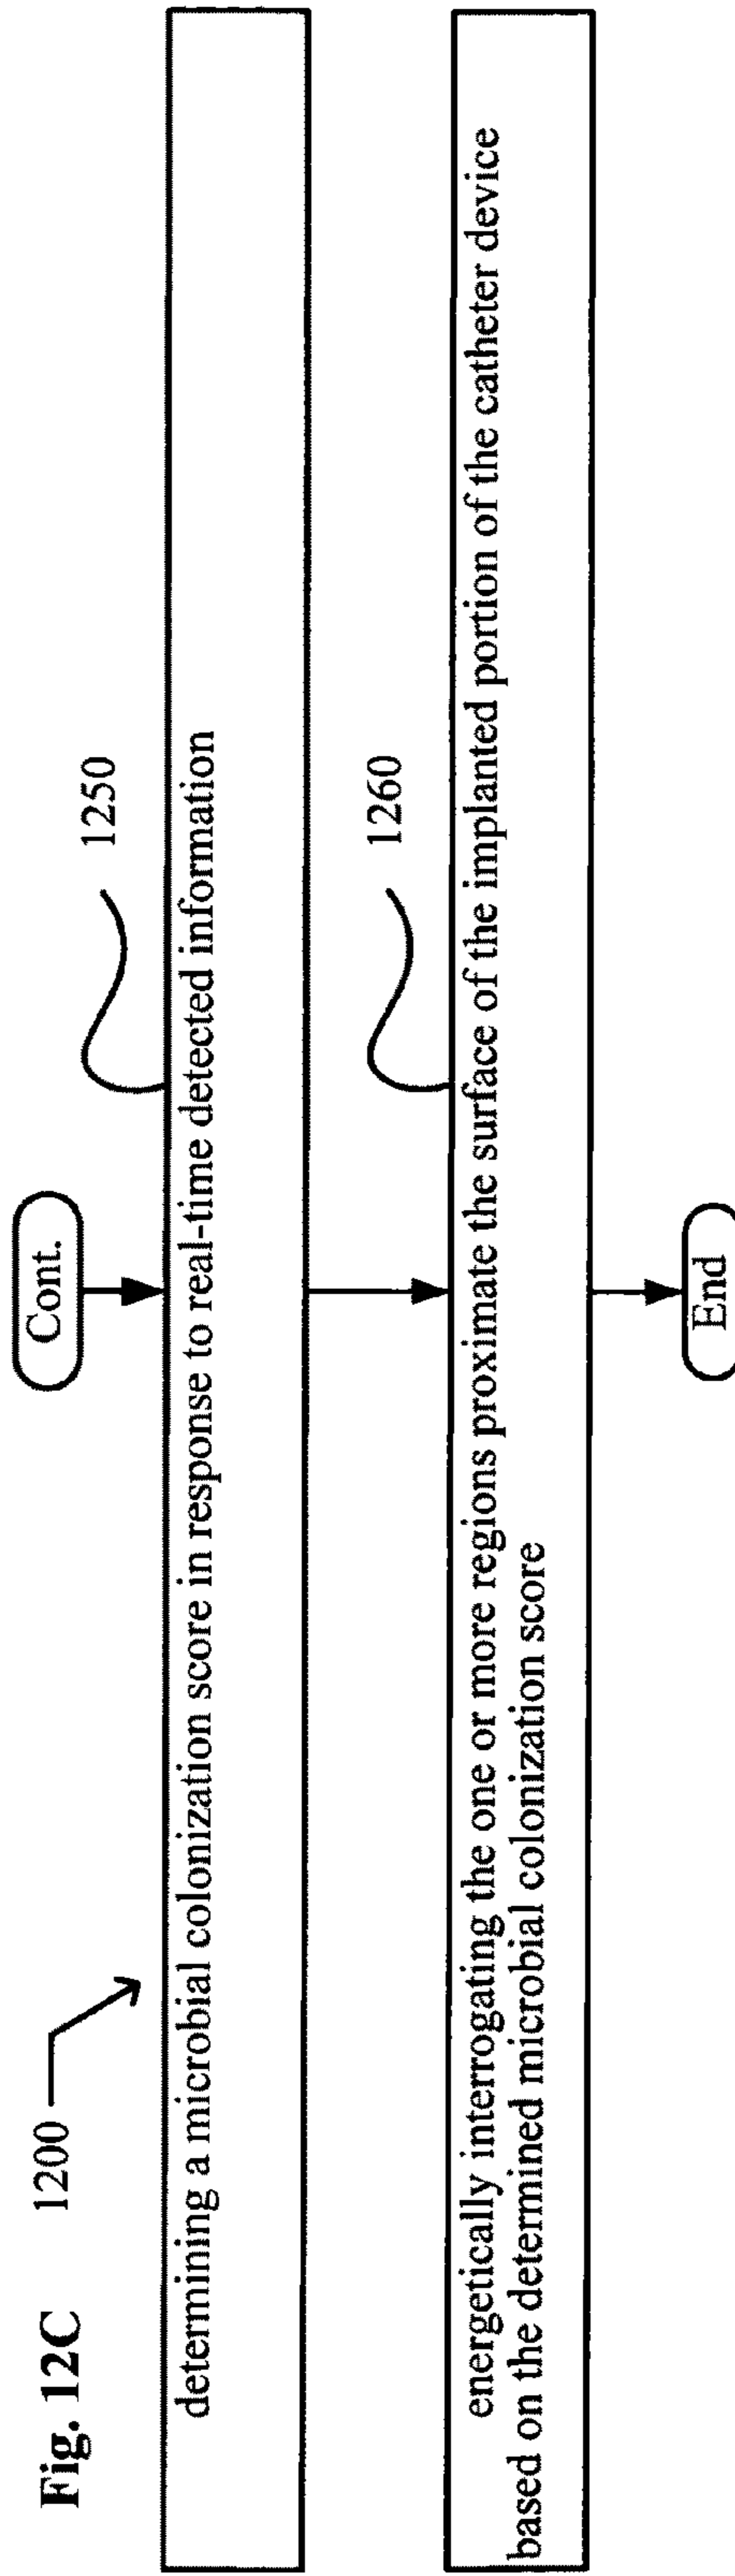 Fig. 12C
1200
Cont.
1250
determining a microbial colonization score in response to real-time detected information
1260
energetically interrogating the one or more regions proximate the surface of the implanted portion of the catheter device
based on the determined microbial colonization score
End